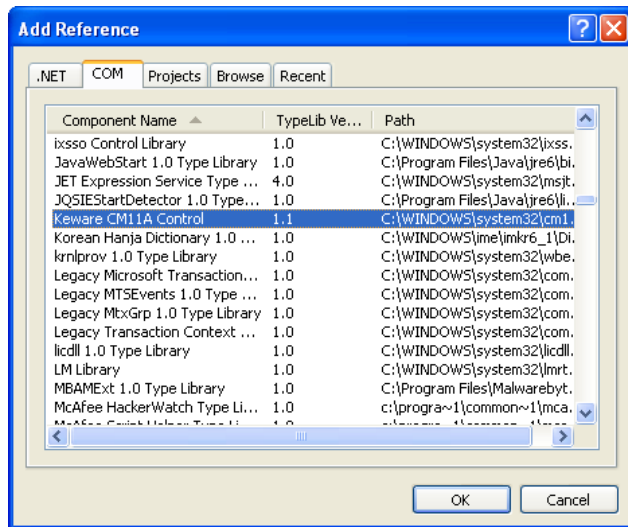 Add Reference
.NET COM Projects Browse Recent
Component Name TypeLib Ve... Path
ixsso Control Library 1.0 C:\WINDOWS\system32\ixss.
JavaWebStart 1.0 Type Library 1.0 C:\Program Files\Java\jre6\bi.
JET Expression Service Type ... 4.0 C:\WINDOWS\system32\msjt.
JQSIEStartDetector 1.0 Type... 1.0 C:\Program Files\Java\jre6\li..
Keware CM11A Control 1.1 C:\WINDOWS\system32\cm1.
Korean Hanja Dictionary 1.0 ... 1.0 C:\WINDOWS\ime\imkr6_1\Di.
krnlprov 1.0 Type Library 1.0 C:\WINDOWS\system32\wbe.
Legacy Microsoft Transaction... 1.0 C:\WINDOWS\system32\com.
Legacy MTSEvents 1.0 Type ... 1.0 C:\WINDOWS\system32\com.
Legacy MtxGrp 1.0 Type Library 1.0 C:\WINDOWS\system32\com.
Legacy Transaction Context ... 1.0 C:\WINDOWS\system32\com.
licdll 1.0 Type Library 1.0 C:\WINDOWS\system32\licdll.
LM Library 1.0 C:\WINDOWS\system32\lmrt.
MBAMExt 1.0 Type Library 1.0 C:\Program Files\Malwarebyt.
McAfee HackerWatch Type Li... 1.0 c:\progra~1\common~1\mca.
OK Cancel